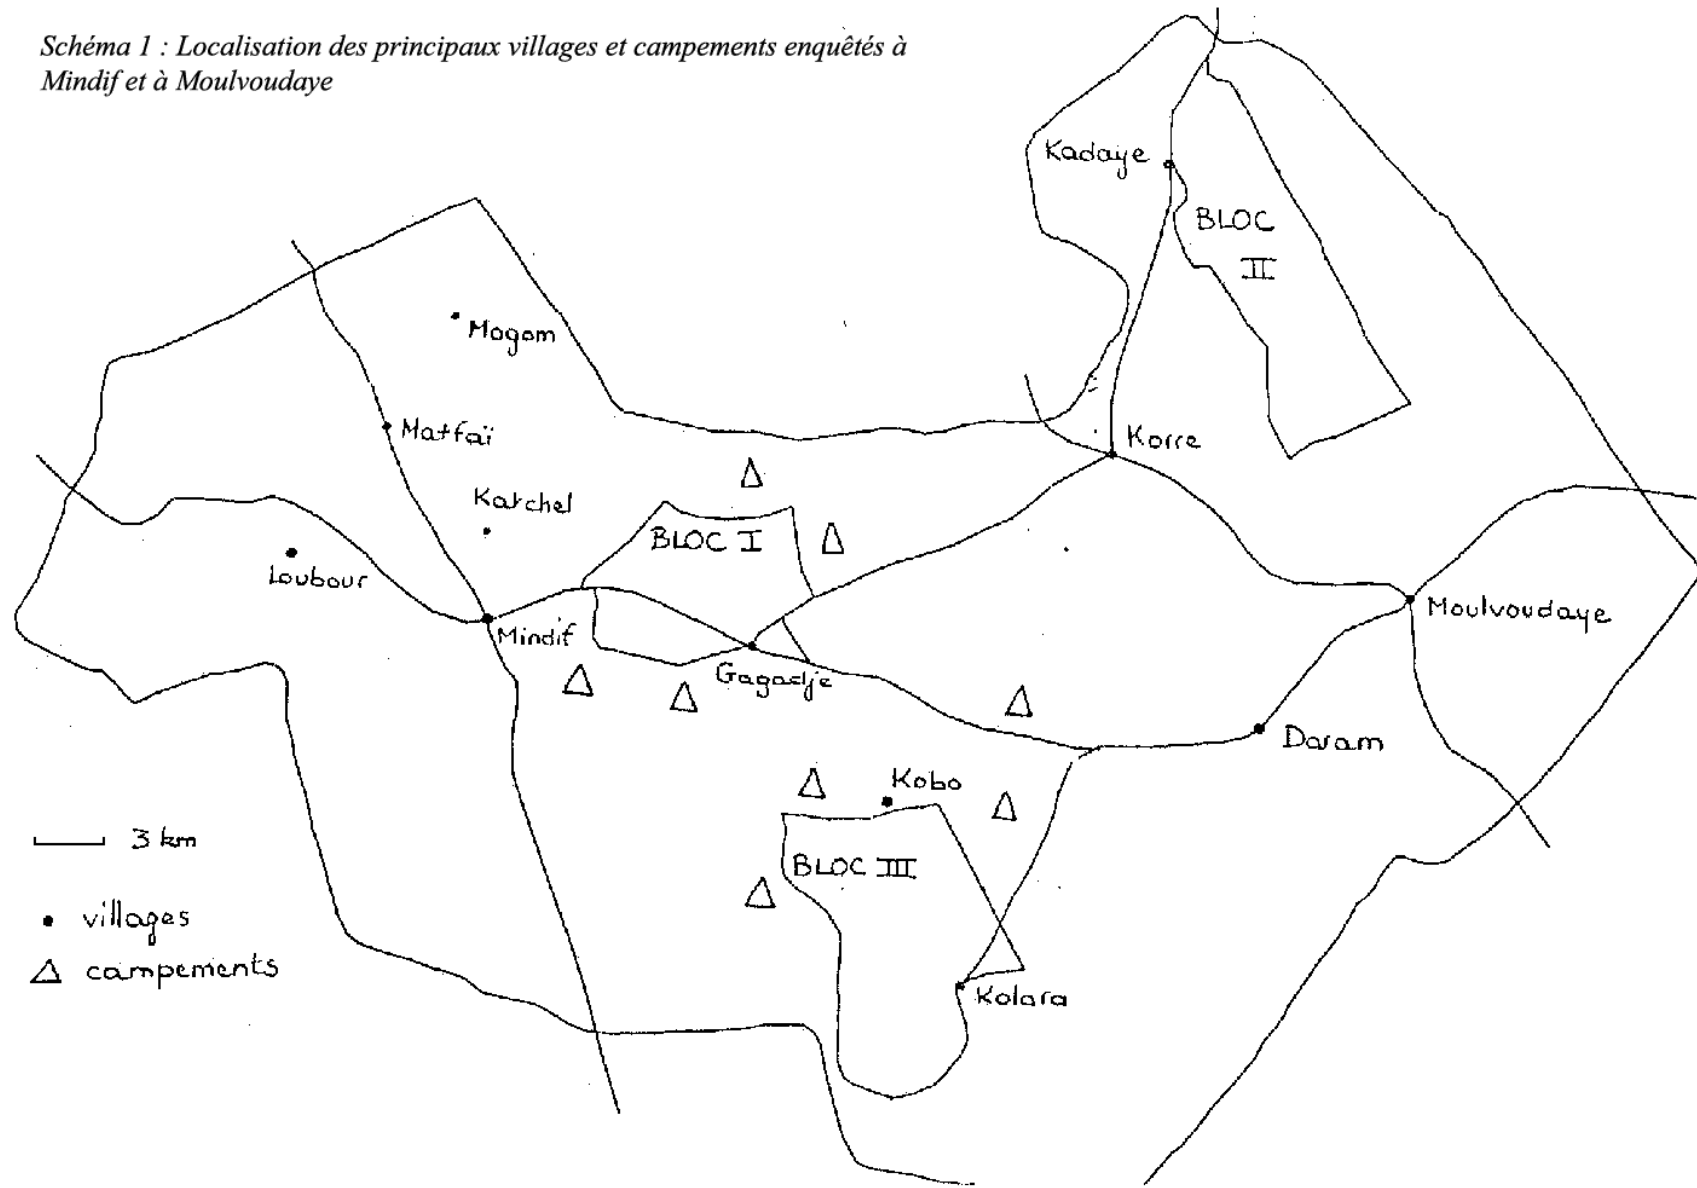 Schéma 1 : Localisation des principaux villages et campements enquêtés à
Mindif et à Moulvoudaye
Kadaye
BLOC
II
Mogom
Matfaï
Korre
Katchel
BLOC I
Loubour
Mindif
Moulvoudaye
Gagadje
Daram
Kobo
3 km
BLOC III
villages
campements
Kolara